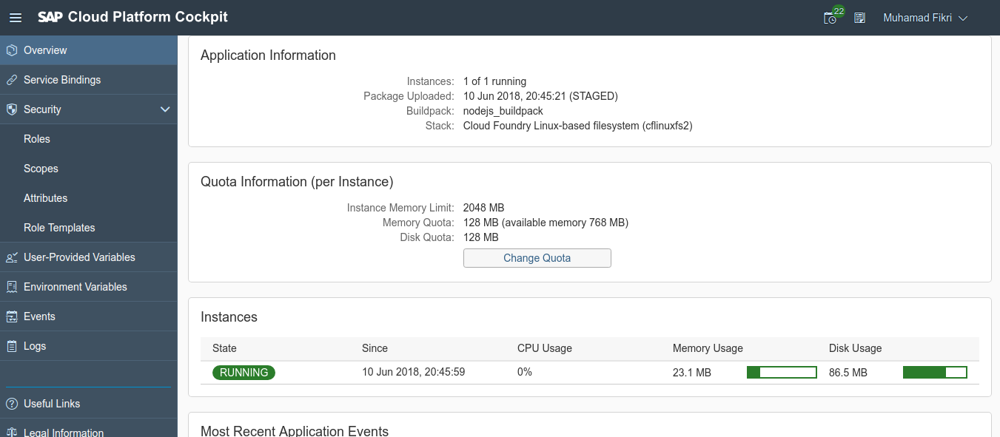 SAP Cloud Platform Cockpit
22
Muhamad Fikri
Overview
Service Bindings
Security
Roles
Scopes
Attributes
Role Templates
User-Provided Variables
Environment Variables
Events
Logs
Useful Links
Legal Information
Application Information
Instances: 1 of 1 running
Package Uploaded: 10 Jun 2018, 20:45:21 (STAGED)
Buildpack: nodejs_buildpack
Stack: Cloud Foundry Linux-based filesystem (cflinuxfs2)
Quota Information (per Instance)
Instance Memory Limit: 2048 MB
Memory Quota: 128 MB (available memory 768 MB)
Disk Quota: 128 MB
Change Quota
Instances
State Since CPU Usage Memory Usage Disk Usage
RUNNING 10 Jun 2018, 20:45:59 0% 23.1 MB 86.5 MB
Most Recent Application Events